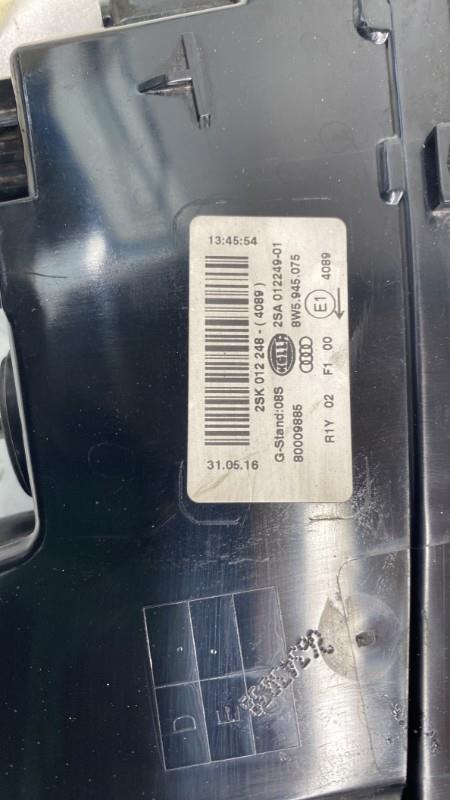 13:45:54
31.05.16
2SK 012 248-(4089)
G-Stand:08S HELLA 2SA 012249-01
80009885 8W5.945.075
R1Y 02 F1 00 E1 4089
D
E